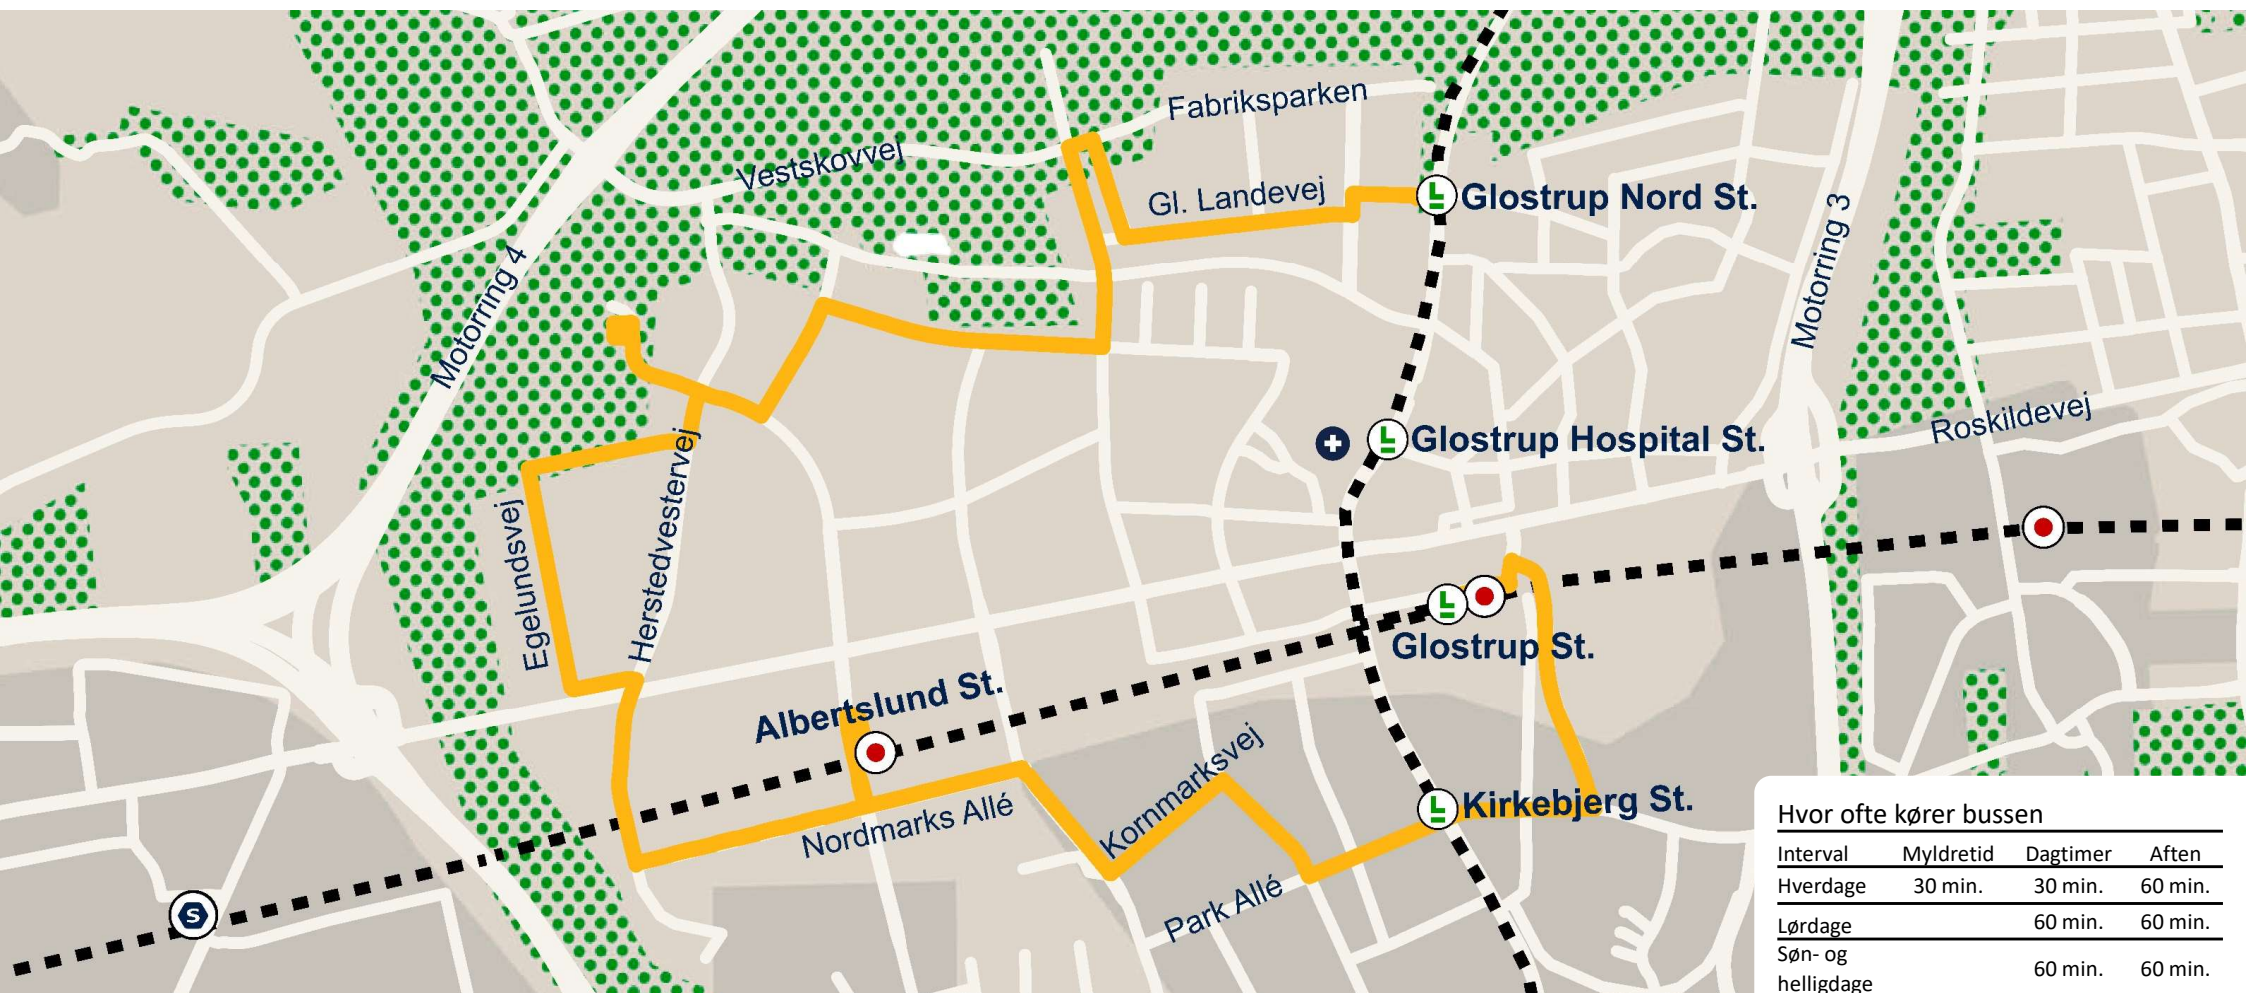 Fabriksparken
Vestskovvej
Gl. Landevej
Glostrup Nord St.
Motorring 3
Motorring 4
Roskildevej
Glostrup Hospital St.
Herstedvestervej
Egelundsvej
Glostrup St.
Albertslund St.
Kornmarksvej
Kirkebjerg St.
Nordmarks Allé
Park Allé
S
Hvor ofte kører bussen
Interval Myldretid Dagtimer Aften
Hverdage 30 min. 30 min. 60 min.
Lørdage 60 min. 60 min.
Søn- og
helligdage 60 min. 60 min.